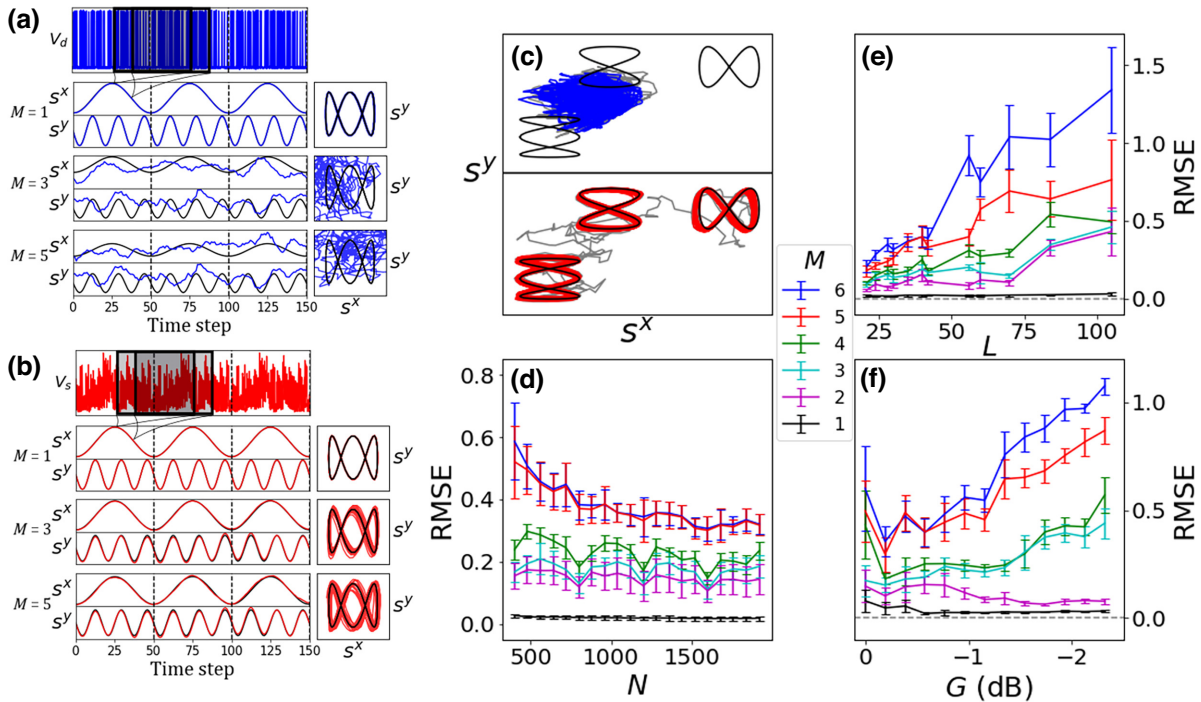 (a)
V_d
M = 1
s^x
s^y
s^y
M = 3
s^x
s^y
s^y
M = 5
s^x
s^y
s^y
0 25 50 75 100 125 150
s^x
Time step
(b)
V_s
M = 1
s^x
s^y
s^y
M = 3
s^x
s^y
s^y
M = 5
s^x
s^y
s^y
0 25 50 75 100 125 150
s^x
Time step
(c)
s^y
s^x
M
6
5
4
3
2
1
(d)
RMSE
0.8
0.6
0.4
0.2
0.0
500 1000 1500
N
(e)
1.5
1.0
0.5
0.0
RMSE
25 50 75 100
L
(f)
1.0
0.5
0.0
RMSE
0 −1 −2
G (dB)